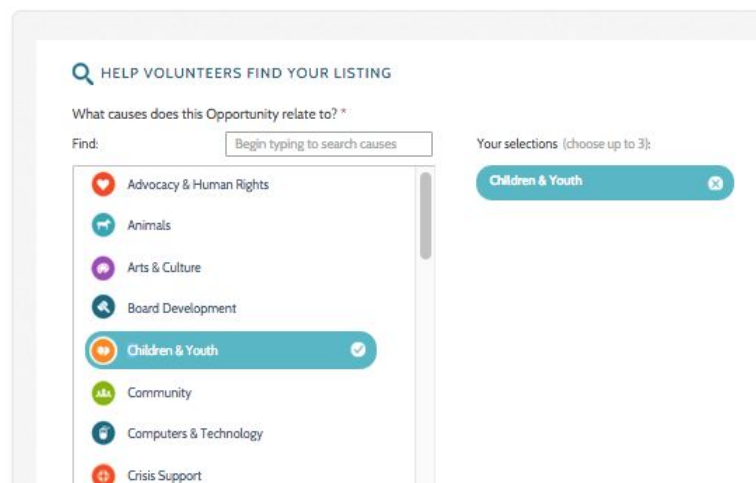 HELP VOLUNTEERS FIND YOUR LISTING
What causes does this Opportunity relate to? *
Find:
Begin typing to search causes
Your selections (choose up to 3):
Advocacy & Human Rights
Children & Youth
Animals
Arts & Culture
Board Development
Children & Youth
Community
Computers & Technology
Crisis Support